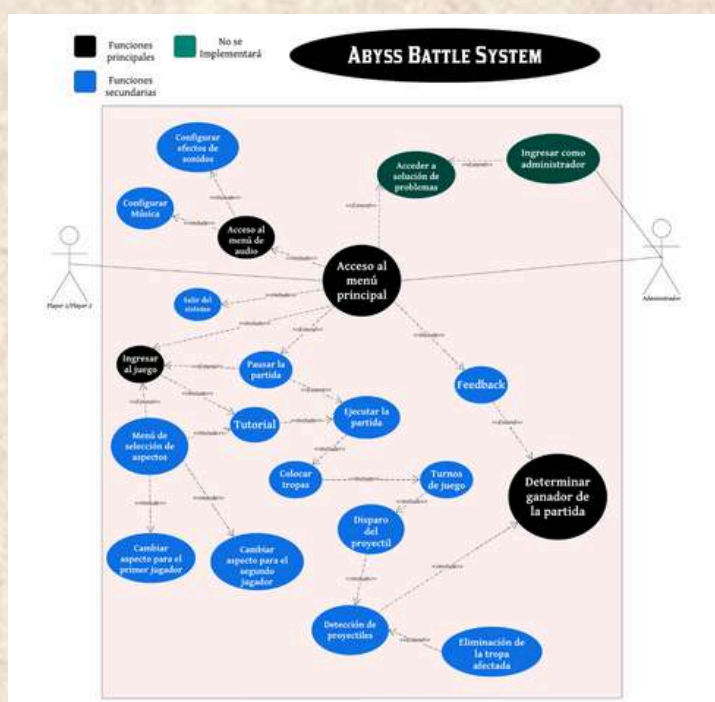 Funciones
principales
No se
Implementará
Funciones
secundarias
ABYSS BATTLE SYSTEM
Configurar
efectos de
sonidos
Configurar
Música
Acceso al
menú de
audio
Acceder a
solución de
problemas
Ingresar como
administrador
Acceso al
menú
principal
Player 1/Player 2
Administrador
Salir del
sistema
Ingresar
al juego
Pausar la
partida
Feedback
Menú de
selección de
aspectos
Tutorial
Ejecutar la
partida
Colocar
tropas
Turnos
de juego
Determinar
ganador de
la partida
Disparo
del
proyectil
Cambiar
aspecto para el
primer jugador
Cambiar
aspecto para el
segundo
jugador
Detección de
proyectiles
Eliminación de
la tropa
afectada